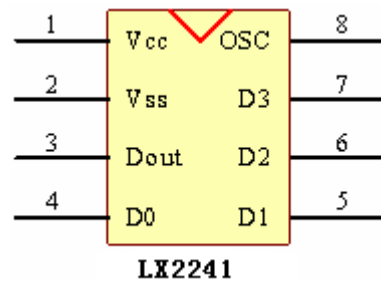 1 Vcc OSC 8
2 Vss D3 7
3 Dout D2 6
4 D0 D1 5
LX2241